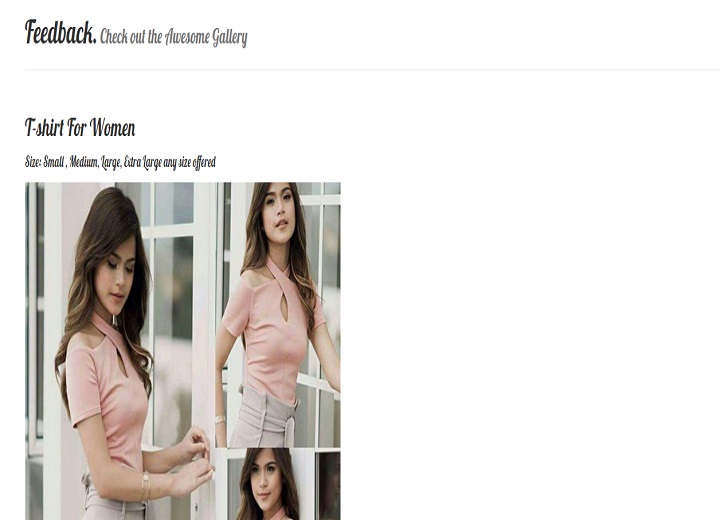 Feedback. Check out the Awesome Gallery
T-shirt For Women
Size: Small , Medium, Large, Extra Large any size offered